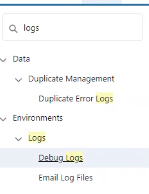 logs
Data
Duplicate Management
Duplicate Error Logs
Environments
Logs
Debug Logs
Email Log Files